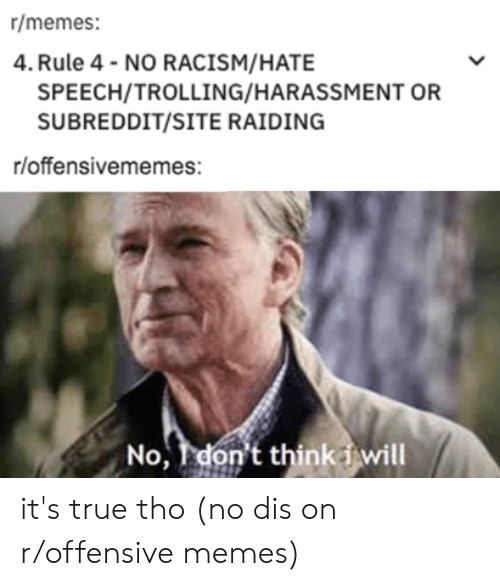 r/memes:
4. Rule 4 - NO RACISM/HATE
SPEECH/TROLLING/HARASSMENT OR
SUBREDDIT/SITE RAIDING
r/offensivememes:
No, I don't think i will
it's true tho (no dis on
r/offensive memes)